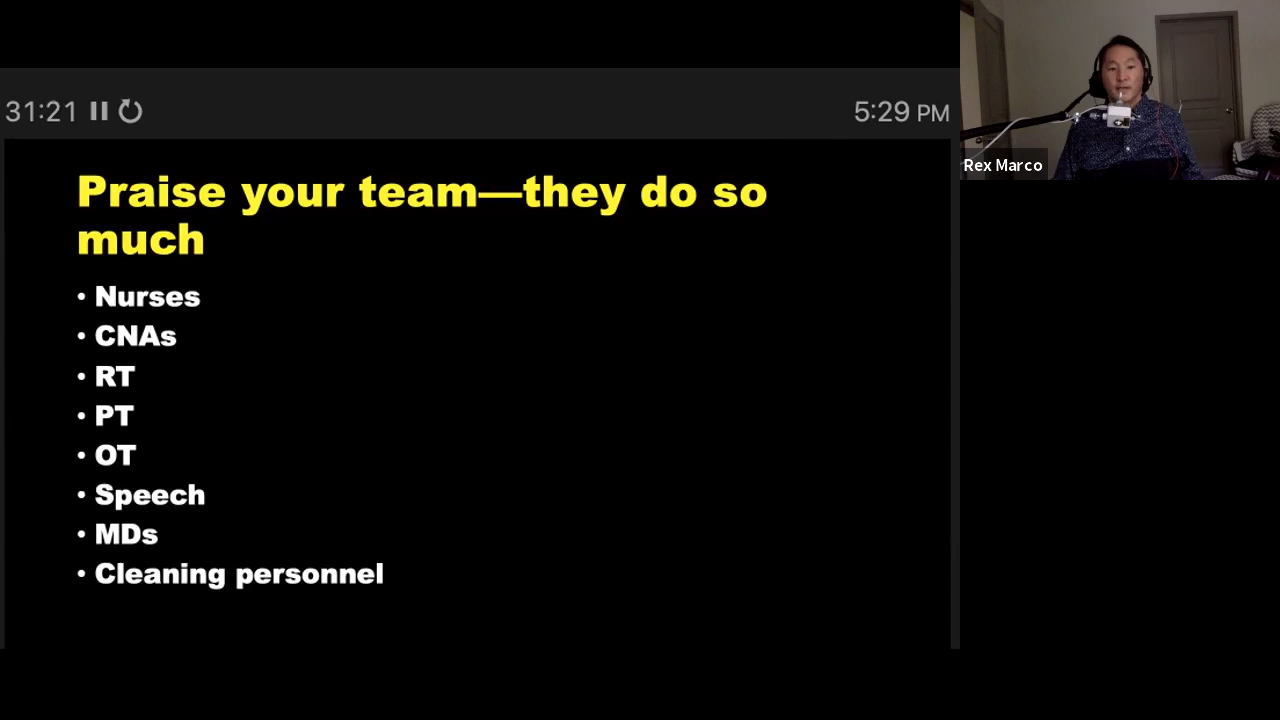 31:21
5:29 PM
Praise your team—they do so
much
• Nurses
• CNAs
• RT
• PT
• OT
• Speech
• MDs
• Cleaning personnel
Rex Marco